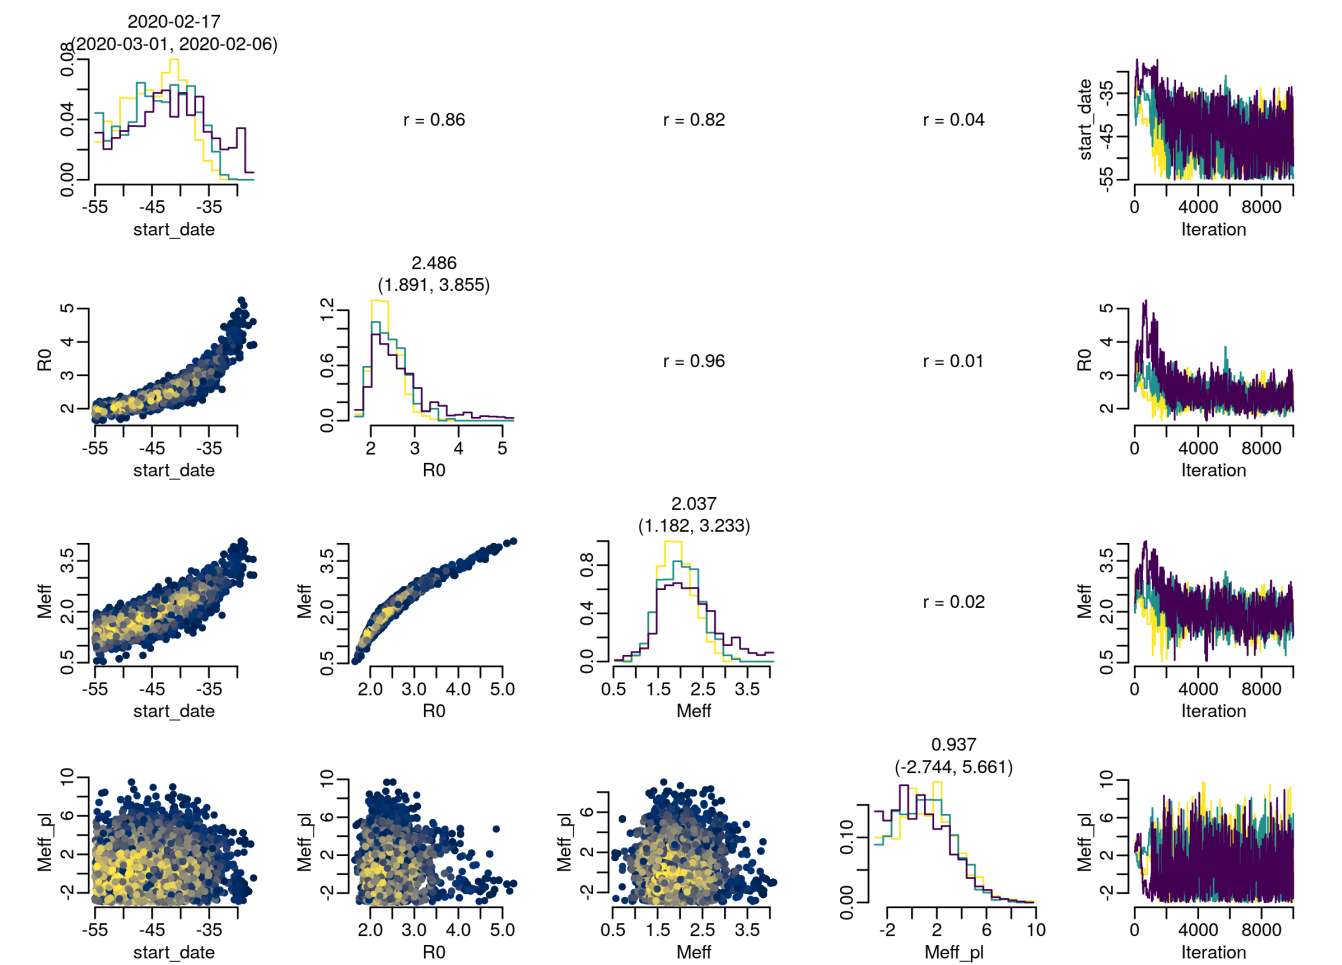 2020-02-17
(2020-03-01, 2020-02-06)
0.00 0.04 0.08
-55 -45 -35
start_date
r = 0.86
r = 0.82
r = 0.04
start_date
-55 -45 -35
0 4000 8000
Iteration
R0
2 3 4 5
-55 -45 -35
start_date
2.486
(1.891, 3.855)
0.0 0.6 1.2
2 3 4 5
R0
r = 0.96
r = 0.01
R0
2 3 4 5
0 4000 8000
Iteration
Meff
0.5 2.0 3.5
-55 -45 -35
start_date
Meff
0.5 2.0 3.5
2.0 3.0 4.0 5.0
R0
2.037
(1.182, 3.233)
0.0 0.4 0.8
0.5 1.5 2.5 3.5
Meff
r = 0.02
Meff
0.5 2.0 3.5
0 4000 8000
Iteration
Meff_pl
-2 2 6 10
-55 -45 -35
start_date
Meff_pl
-2 2 6 10
2.0 3.0 4.0 5.0
R0
Meff_pl
-2 2 6
0.5 1.5 2.5 3.5
Meff
0.937
(-2.744, 5.661)
0.00 0.10
-2 2 6 10
Meff_pl
Meff_pl
-2 2 6 10
0 4000 8000
Iteration